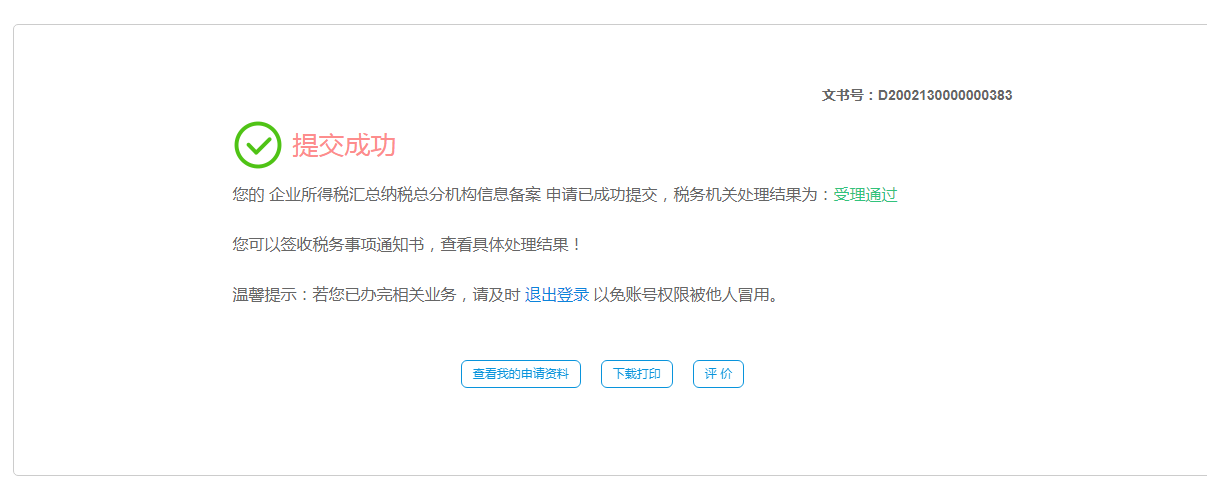 文书号：D2002130000000383
提交成功
您的 企业所得税汇总纳税总分机构信息备案 申请已成功提交，税务机关处理结果为：受理通过
您可以签收税务事项通知书，查看具体处理结果！
温馨提示：若您已办完相关业务，请及时 退出登录 以免账号权限被他人冒用。
查看我的申请资料 下载打印 评 价